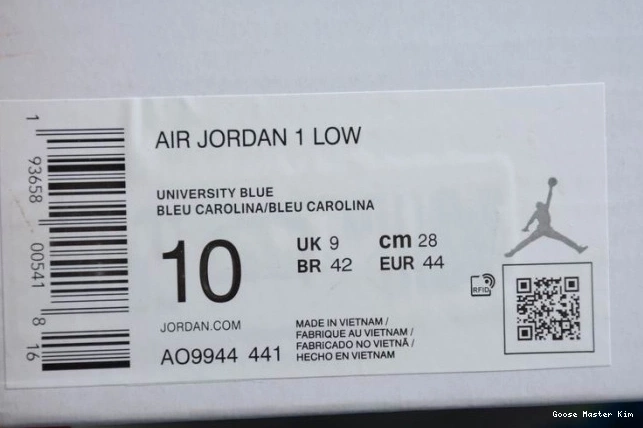 AIR JORDAN 1 LOW
UNIVERSITY BLUE
BLEU CAROLINA/BLEU CAROLINA
10
UK 9
cm 28
BR 42
EUR 44
RFID
JORDAN.COM
AO9944 441
MADE IN VIETNAM /
FABRIQUE AU VIETNAM /
FABRICADO NO VIETNÃ /
HECHO EN VIETNAM
1 93658 00541 8 16
Goose Master Kim